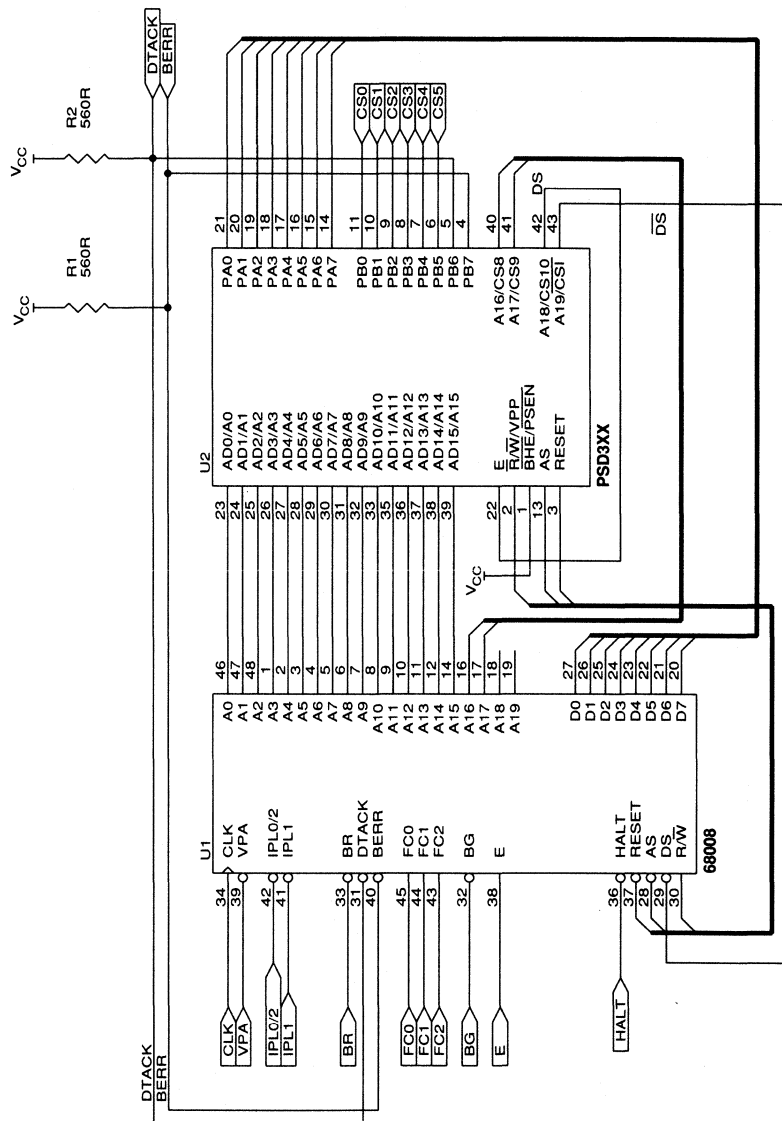 DTACK
BERR
R2
560R
VCC
R1
560R
VCC
DTACK
BERR
U1
34 CLK
39 VPA
42 IPL0/2
41 IPL1
33 BR
31 DTACK
40 BERR
45 FC0
44 FC1
43 FC2
32 BG
38 E
36 HALT
37 RESET
28 AS
29 DS
30 R/W
68008
CLK
VPA
IPL0/2
IPL1
BR
FC0
FC1
FC2
BG
E
HALT
A0 46
A1 47
A2 48
A3 1
A4 2
A5 3
A6 4
A7 5
A8 6
A9 7
A10 8
A11 9
A12 10
A13 11
A14 12
A15 14
A16 16
A17 17
A18 18
A19 19
D0 27
D1 26
D2 25
D3 24
D4 23
D5 22
D6 21
D7 20
U2
23 AD0/A0
24 AD1/A1
25 AD2/A2
26 AD3/A3
27 AD4/A4
28 AD5/A5
29 AD6/A6
30 AD7/A7
31 AD8/A8
32 AD9/A9
33 AD10/A10
35 AD11/A11
36 AD12/A12
37 AD13/A13
38 AD14/A14
39 AD15/A15
22 E
2 R/W/VPP
1 BHE/PSEN
13 AS
3 RESET
VCC
PSD3XX
PA0 21
PA1 20
PA2 19
PA3 18
PA4 17
PA5 16
PA6 15
PA7 14
PB0 11
PB1 10
PB2 9
PB3 8
PB4 7
PB5 6
PB6 5
PB7 4
CS0
CS1
CS2
CS3
CS4
CS5
A16/CS8 40
A17/CS9 41
A18/CS10 42
A19/CSI 43
DS
DS